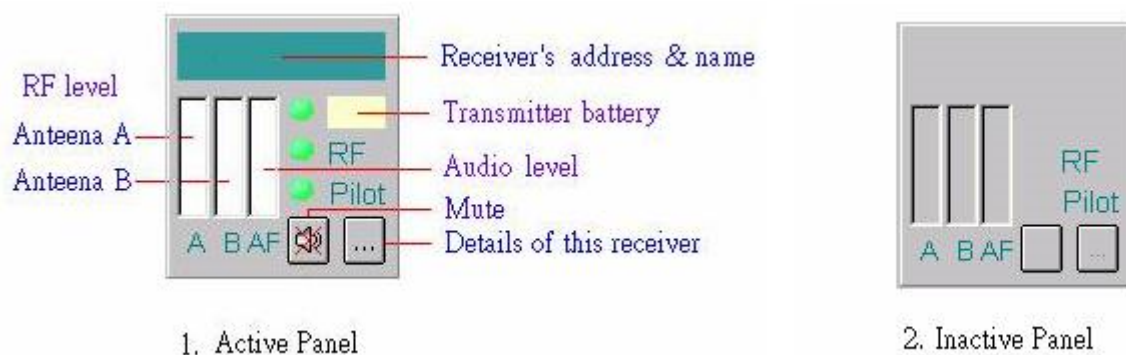 Receiver's address & name
RF level
Transmitter battery
Anteena A
RF
Audio level
Anteena B
Pilot
Mute
A B AF
...
Details of this receiver
1. Active Panel
RF
Pilot
A B AF
...
2. Inactive Panel